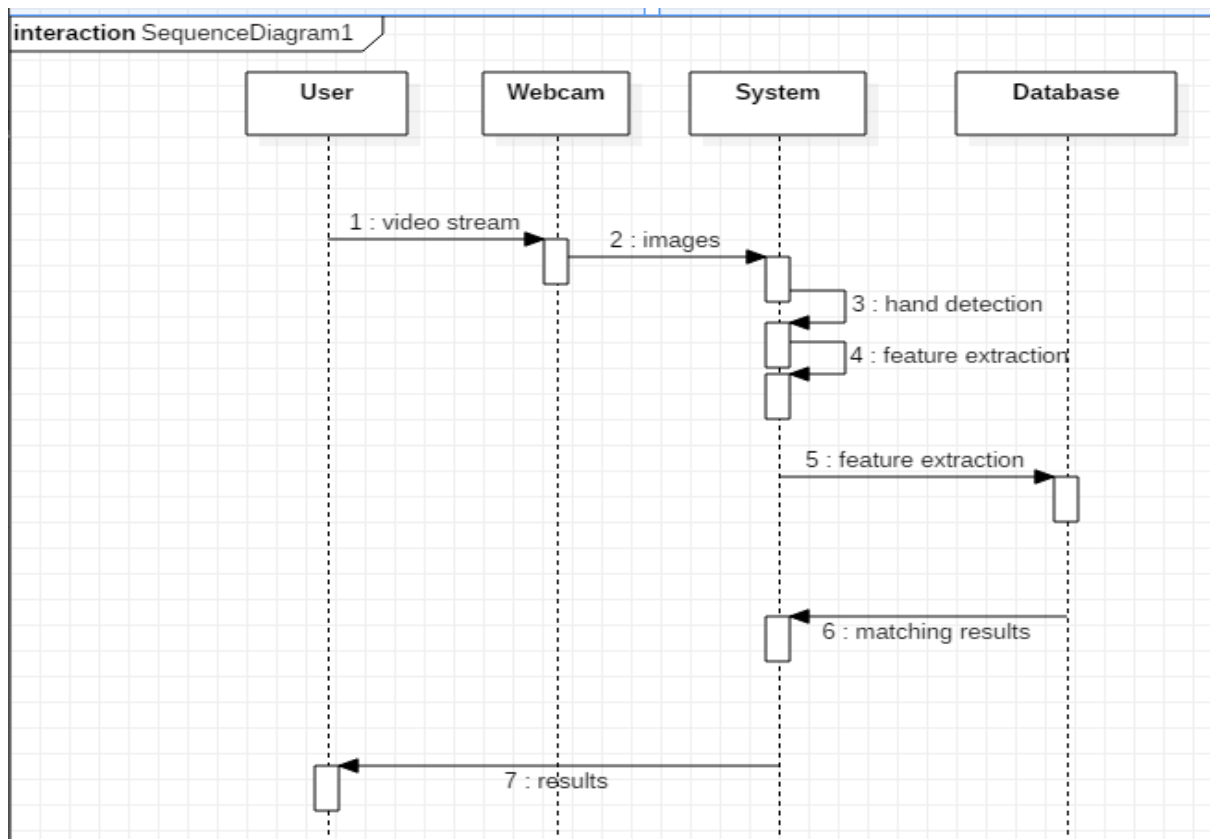 interaction SequenceDiagram1
User
Webcam
System
Database
1 : video stream
2 : images
3 : hand detection
4 : feature extraction
5 : feature extraction
6 : matching results
7 : results